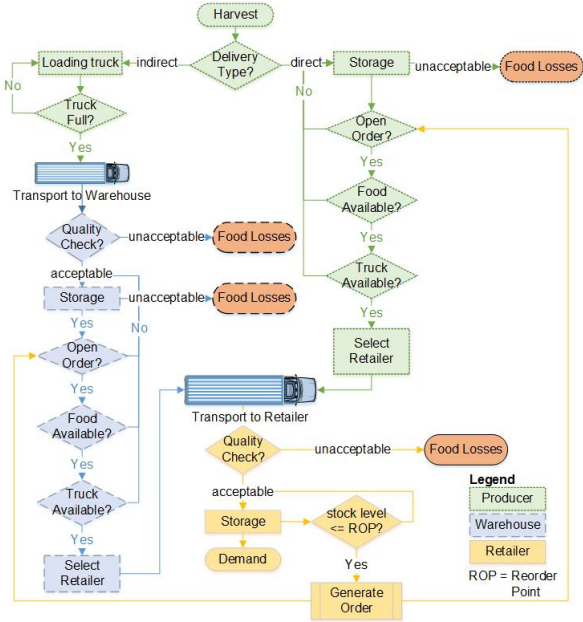 Harvest
Loading truck
indirect
Delivery
Type?
direct
Storage
unacceptable
Food Losses
No
Truck
Full?
No
Open
Order?
Yes
Yes
Transport to Warehouse
Food
Available?
Quality
Check?
unacceptable
Food Losses
Yes
acceptable
Truck
Available?
Storage
unacceptable
Food Losses
Yes
No
Yes
Open
Order?
Select
Retailer
Yes
Transport to Retailer
Food
Available?
Quality
Check?
unacceptable
Food Losses
Yes
acceptable
Legend
Producer
Truck
Available?
Storage
stock level
<= ROP?
Warehouse
Yes
Demand
Yes
Retailer
Select
Retailer
Generate
Order
ROP = Reorder
Point